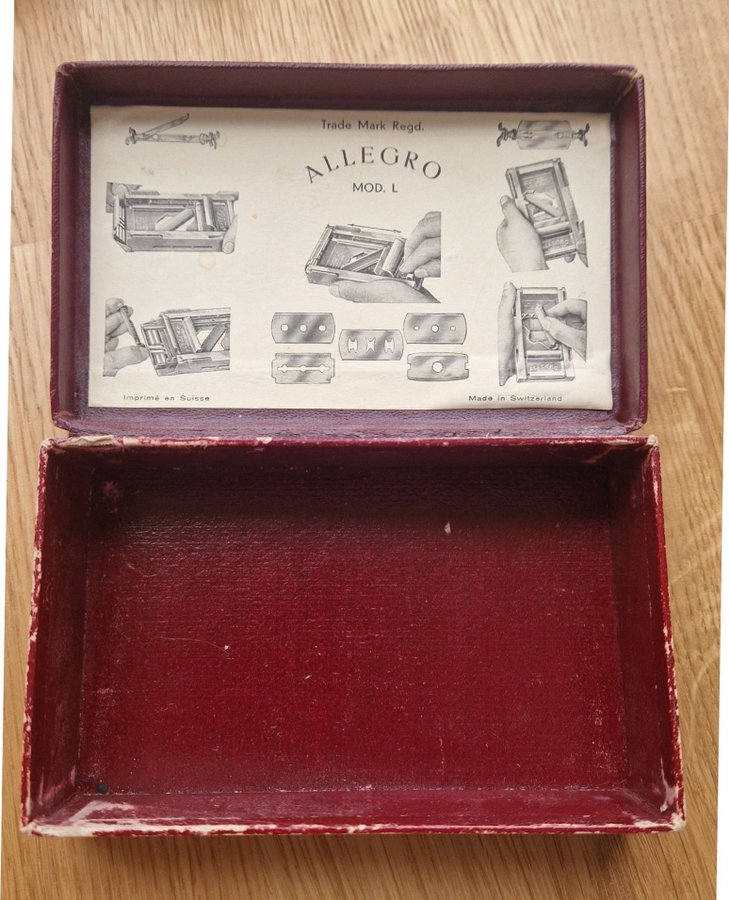 Trade Mark Regd.
ALLEGRO
MOD. L
Imprimé en Suisse
Made in Switzerland